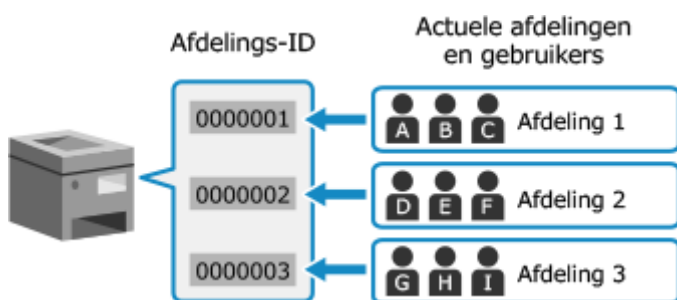 Afdelings-ID
Actuele afdelingen
en gebruikers
0000001
A B C Afdeling 1
0000002
D E F Afdeling 2
0000003
G H I Afdeling 3